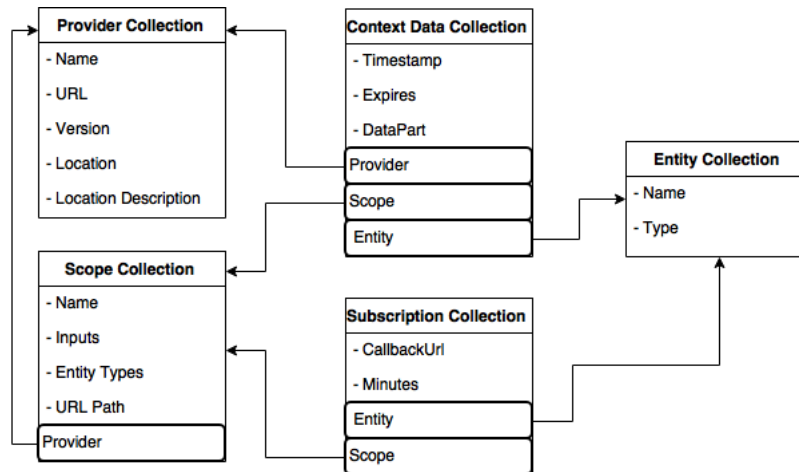 Provider Collection
- Name
- URL
- Version
- Location
- Location Description
Context Data Collection
- Timestamp
- Expires
- DataPart
Provider
Scope
Entity
Entity Collection
- Name
- Type
Scope Collection
- Name
- Inputs
- Entity Types
- URL Path
Provider
Subscription Collection
- CallbackUrl
- Minutes
Entity
Scope